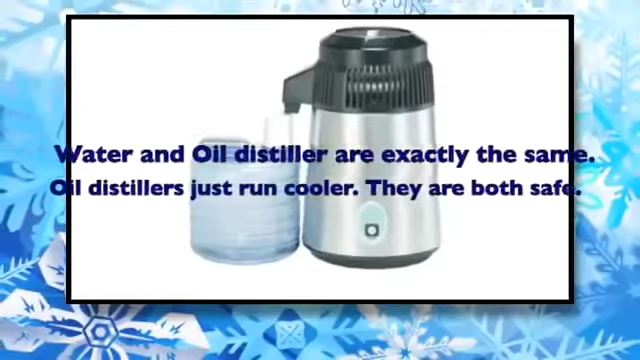 Water and Oil distiller are exactly the same.
Oil distillers just run cooler. They are both safe.